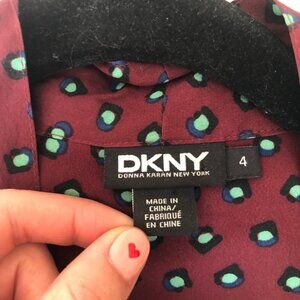 DKNY
DONNA KARAN NEW YORK
4
MADE IN
CHINA/
FABRIQUÉ
EN CHINE